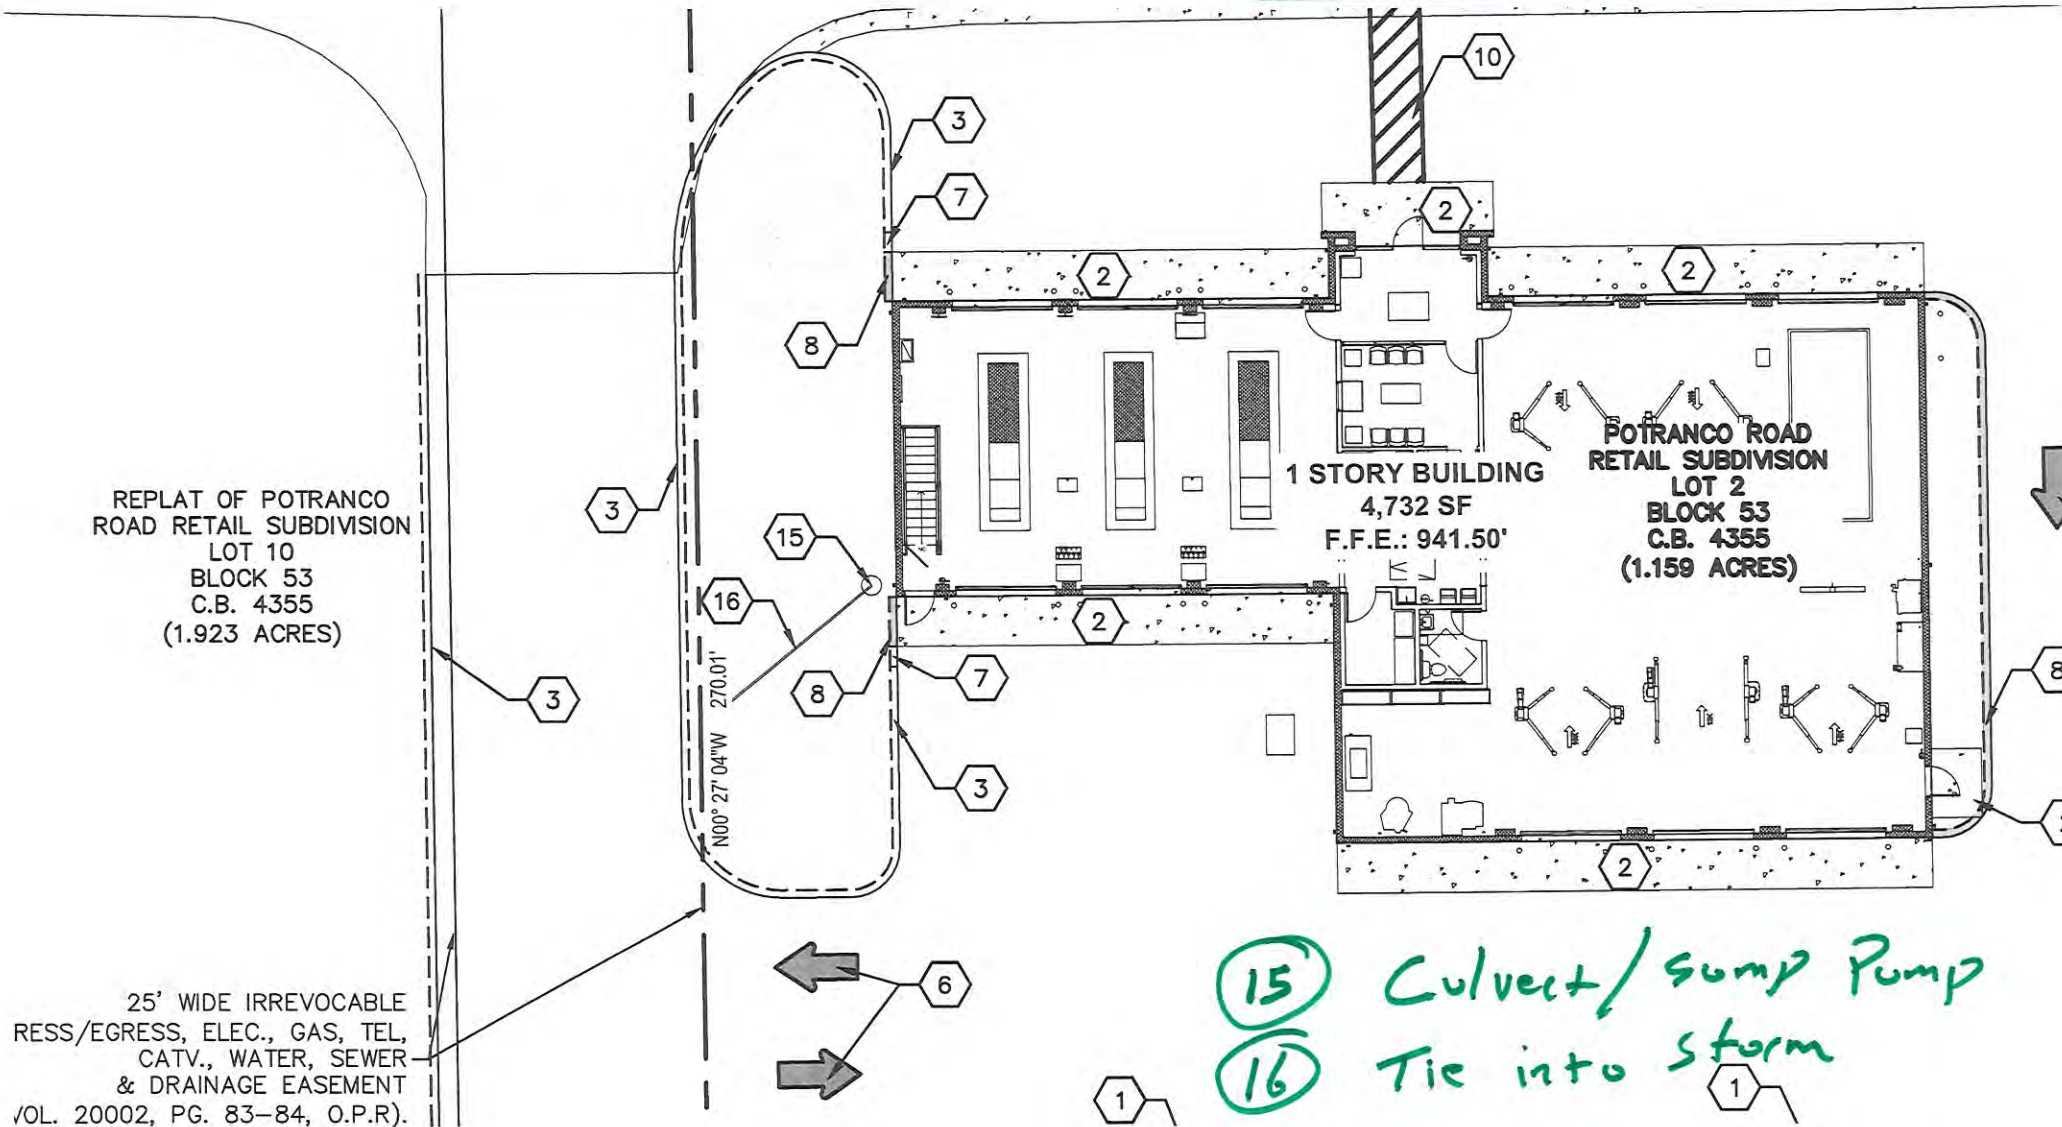 10
3
7
2
2
2
8
3
REPLAT OF POTRANCO
ROAD RETAIL SUBDIVISION
LOT 10
BLOCK 53
C.B. 4355
(1.923 ACRES)
1 STORY BUILDING
4,732 SF
F.F.E.: 941.50'
POTRANCO ROAD
RETAIL SUBDIVISION
LOT 2
BLOCK 53
C.B. 4355
(1.159 ACRES)
15
16
2
N00° 27' 04"W 270.01'
8
7
3
8
3
2
6
25' WIDE IRREVOCABLE
RESS/EGRESS, ELEC., GAS, TEL,
CATV., WATER, SEWER
& DRAINAGE EASEMENT
VOL. 20002, PG. 83-84, O.P.R).
15 Culvert/sump Pump
16 Tie into storm
1
1